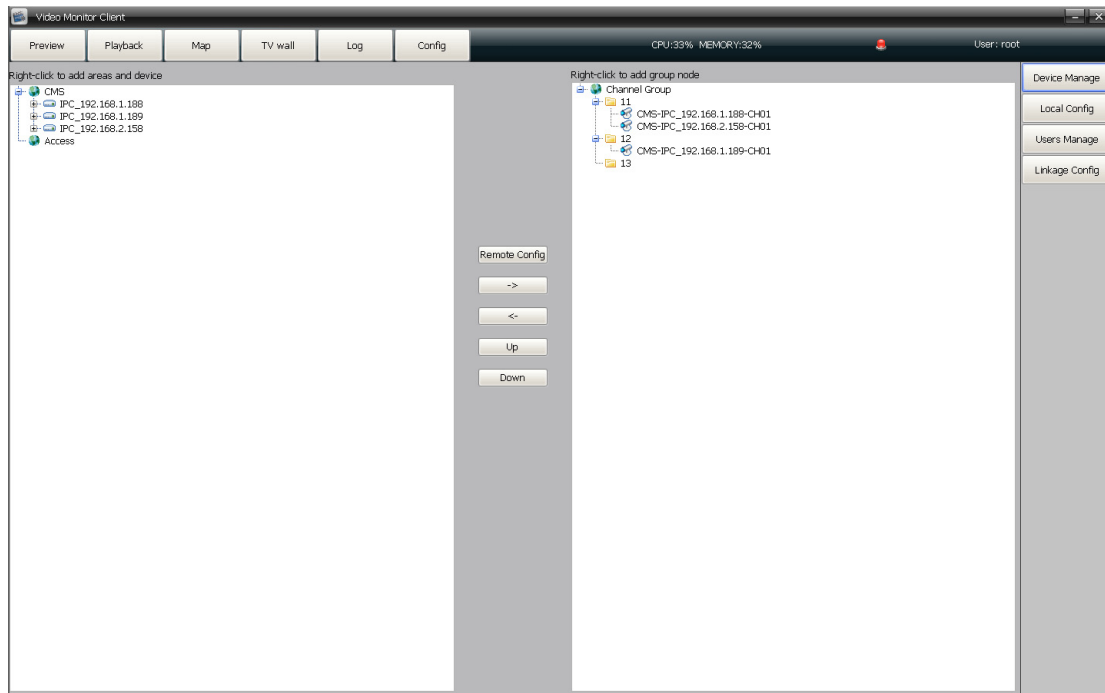 Video Monitor Client
Preview Playback Map TV wall Log Config CPU:33% MEMORY:32% User: root
Right-click to add areas and device
CMS
IPC_192.168.1.188
IPC_192.168.1.189
IPC_192.168.2.158
Access
Remote Config
->
<-
Up
Down
Right-click to add group node
Channel Group
11
CMS-IPC_192.168.1.188-CH01
CMS-IPC_192.168.2.158-CH01
12
CMS-IPC_192.168.1.189-CH01
13
Device Manage
Local Config
Users Manage
Linkage Config